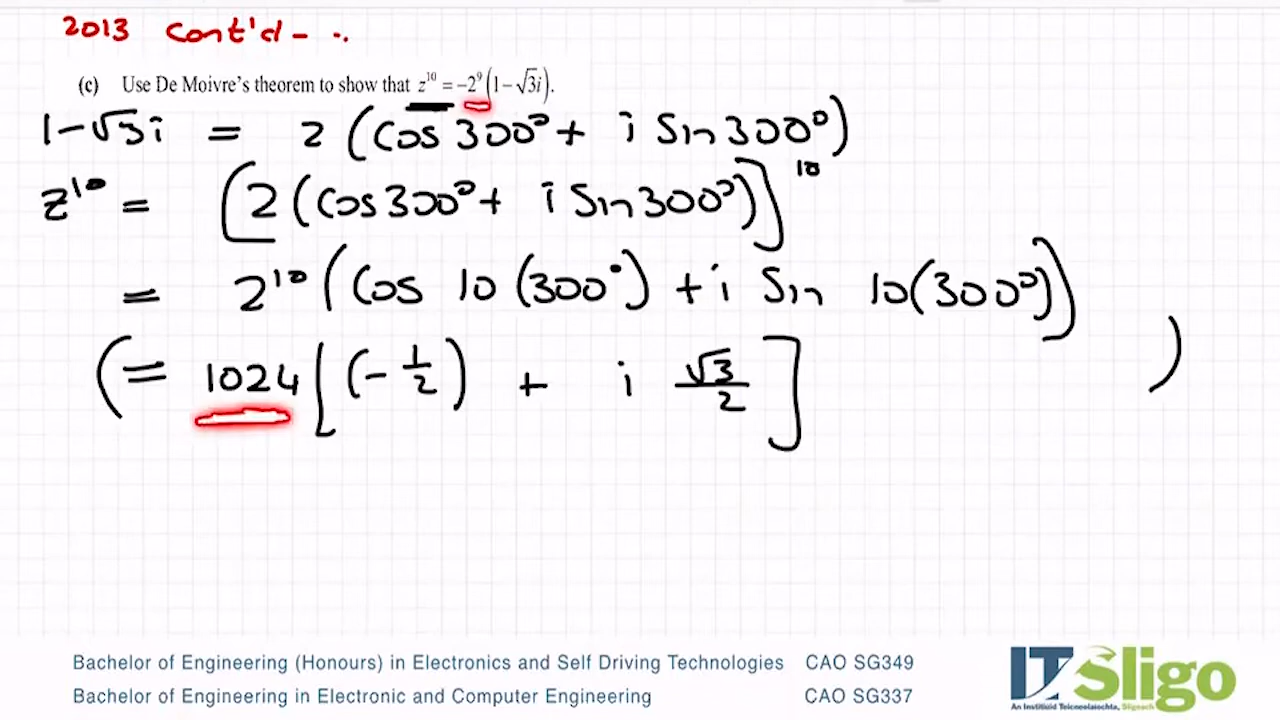 2013 Cont'd - .
(c) Use De Moivre's theorem to show that z¹⁰ = −2⁹(1−√3i).
1-√3i = 2 (Cos 300° + i Sin 300°)
z¹⁰ = [2 (Cos 300° + i Sin 300°)]¹⁰
= 2¹⁰ (Cos 10 (300°) + i Sin 10(300°))
(= 1024 [(- 1/2) + i √3/2] )
Bachelor of Engineering (Honours) in Electronics and Self Driving Technologies CAO SG349
Bachelor of Engineering in Electronic and Computer Engineering CAO SG337
IT Sligo
An Institiúid Teicneolaíochta, Sligeach